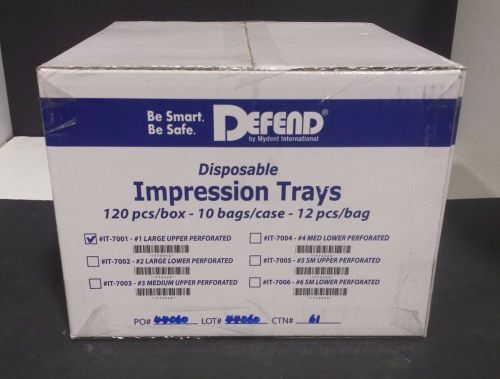 Be Smart.
Be Safe.
DEFEND®
by Mydent International
Disposable
Impression Trays
120 pcs/box - 10 bags/case - 12 pcs/bag
#IT-7001 - #1 LARGE UPPER PERFORATED
#IT-7002 - #2 LARGE LOWER PERFORATED
#IT-7003 - #3 MEDIUM UPPER PERFORATED
#IT-7004 - #4 MED LOWER PERFORATED
#IT-7005 - #5 SM UPPER PERFORATED
#IT-7006 - #6 SM LOWER PERFORATED
PO# 44060 LOT# 44060 CTN# 61